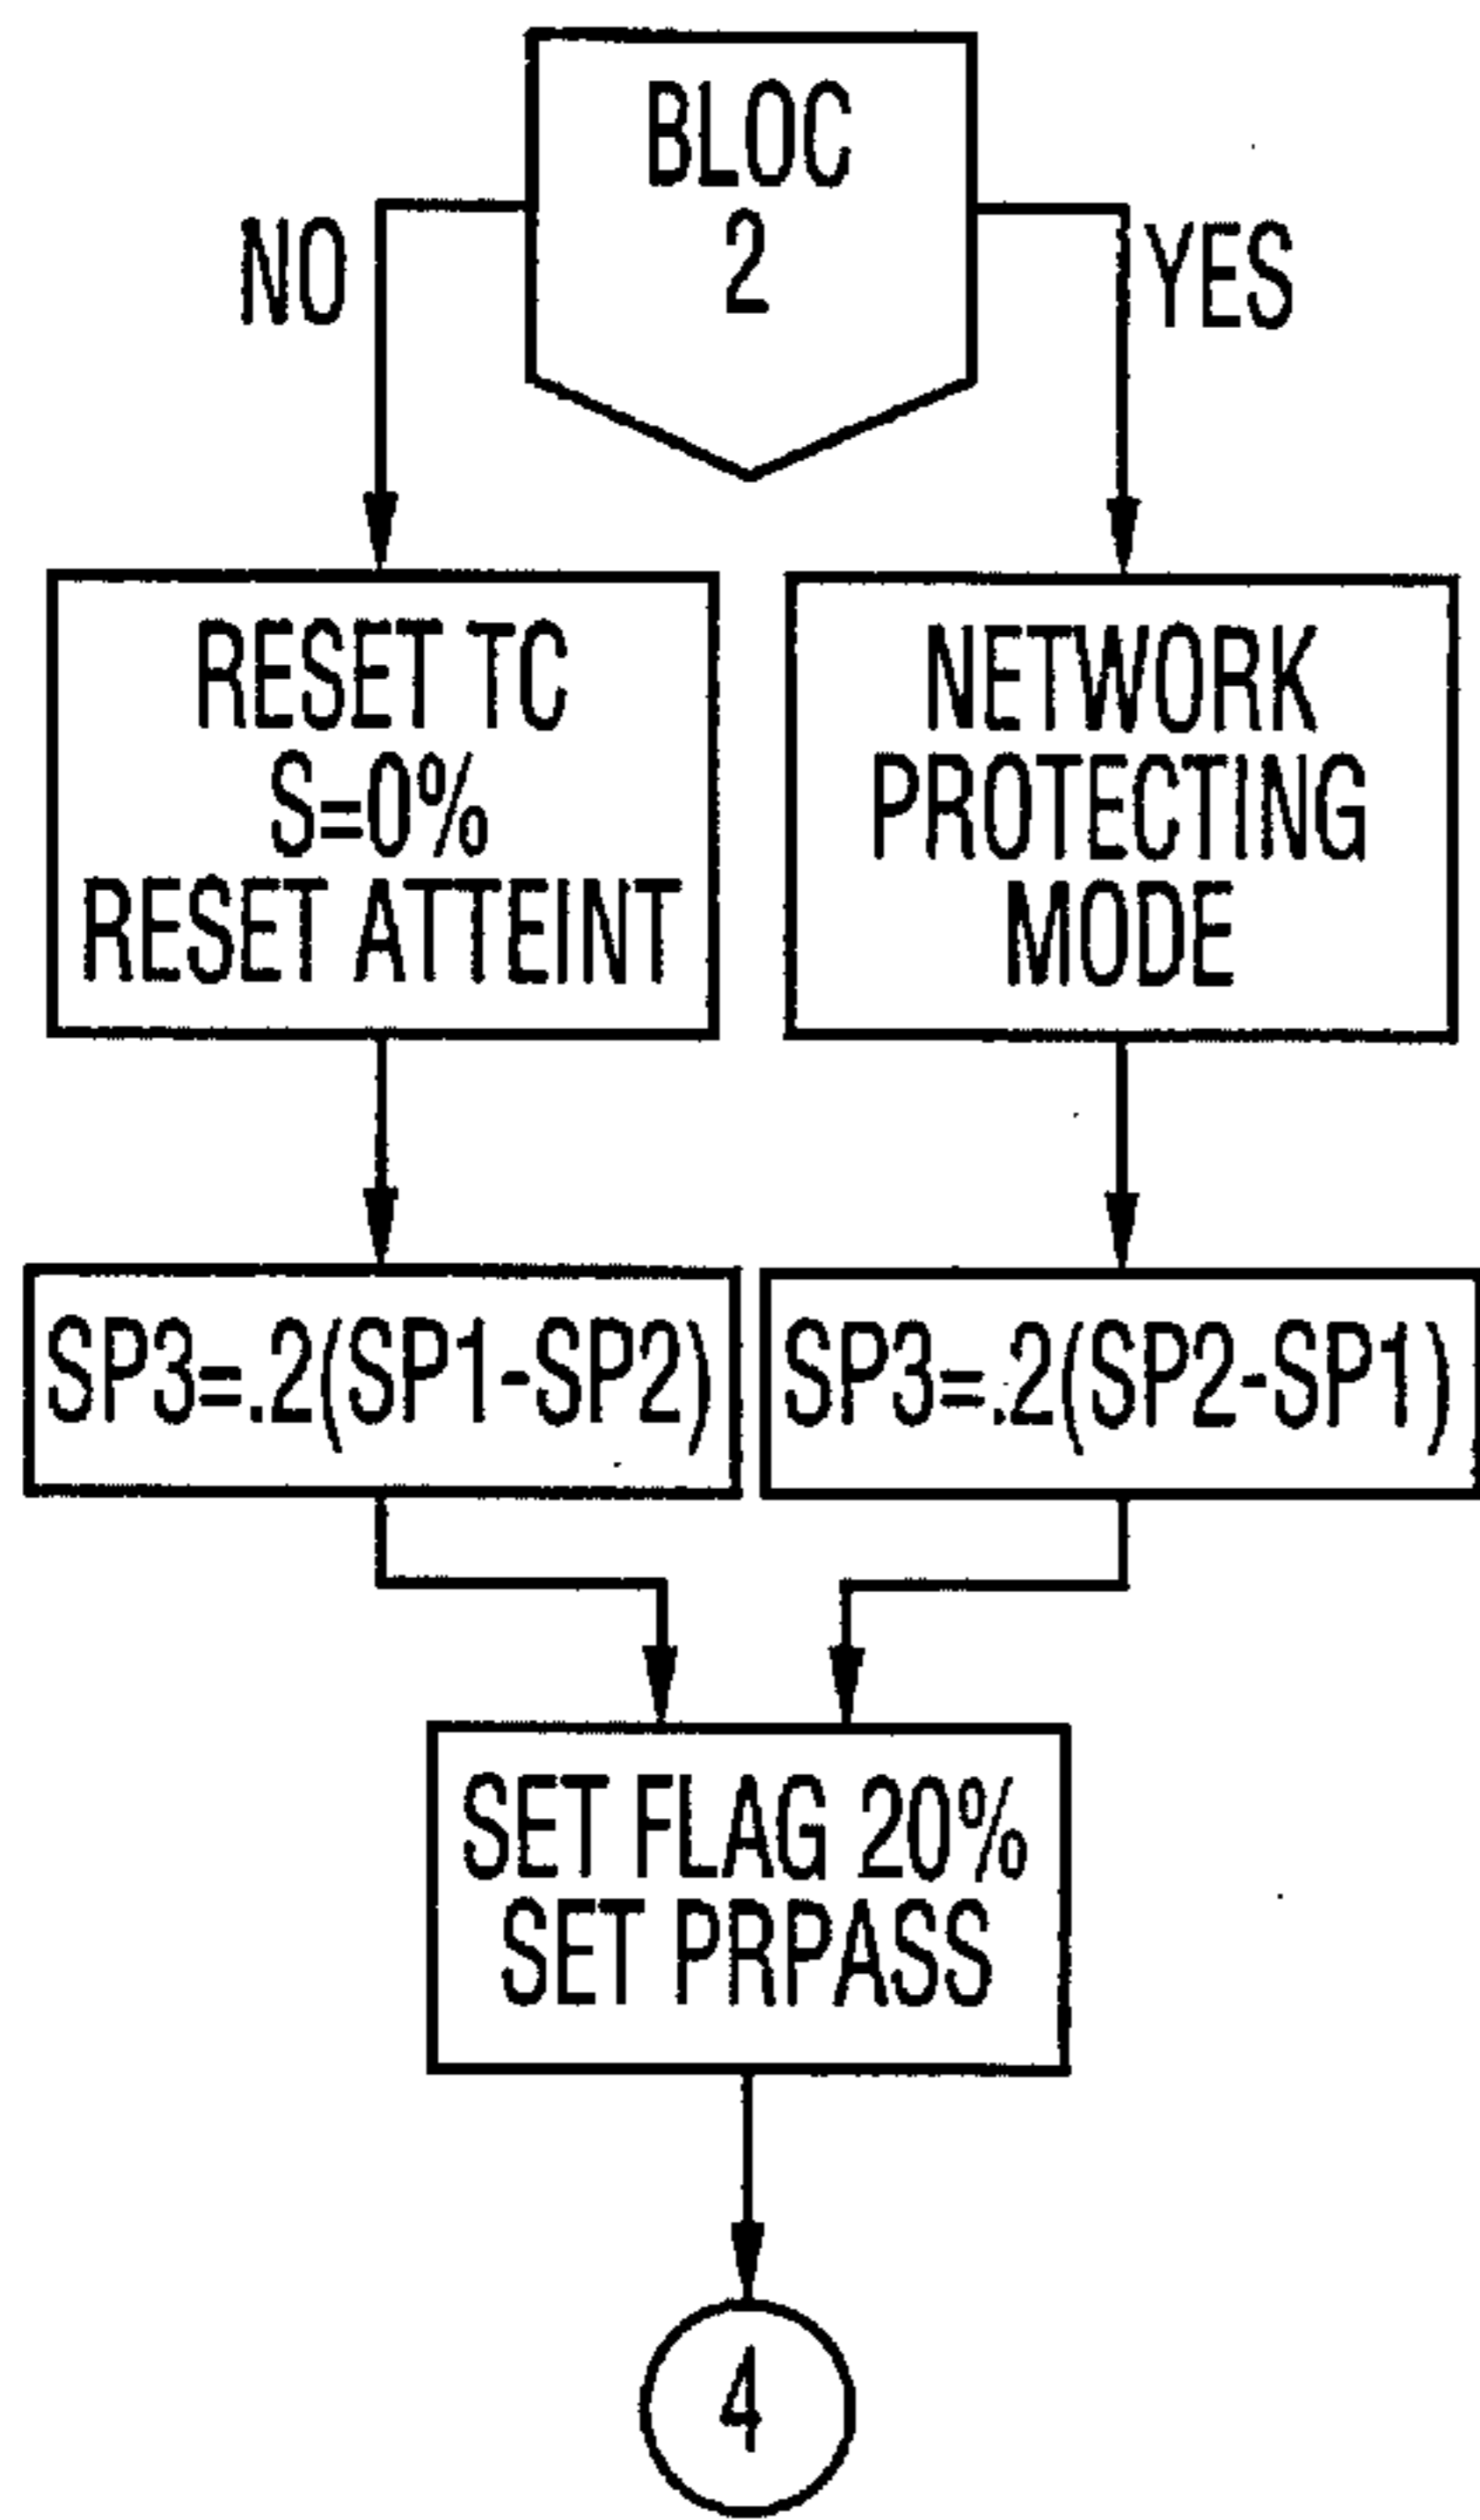 BLOC
2
NO
YES
RESET TC
S=0%
RESET ATTEINT
NETWORK
PROTECTING
MODE
SP3=.2(SP1-SP2)
SP3=.2(SP2-SP1)
SET FLAG 20%
SET PRPASS
4